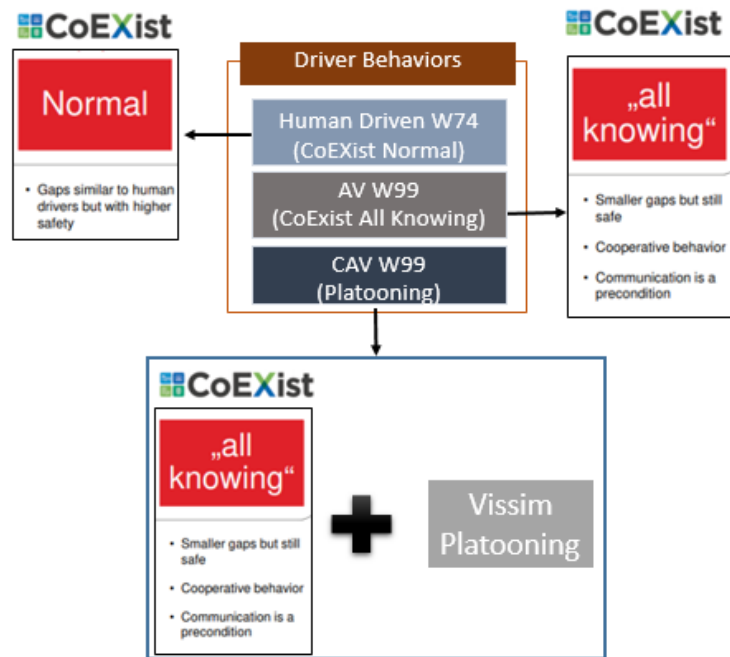 CoEXist
Normal
• Gaps similar to human
drivers but with higher
safety
Driver Behaviors
Human Driven W74
(CoEXist Normal)
AV W99
(CoExist All Knowing)
CAV W99
(Platooning)
CoEXist
„all
knowing“
• Smaller gaps but still
safe
• Cooperative behavior
• Communication is a
precondition
CoEXist
„all
knowing“
• Smaller gaps but still
safe
• Cooperative behavior
• Communication is a
precondition
Vissim
Platooning